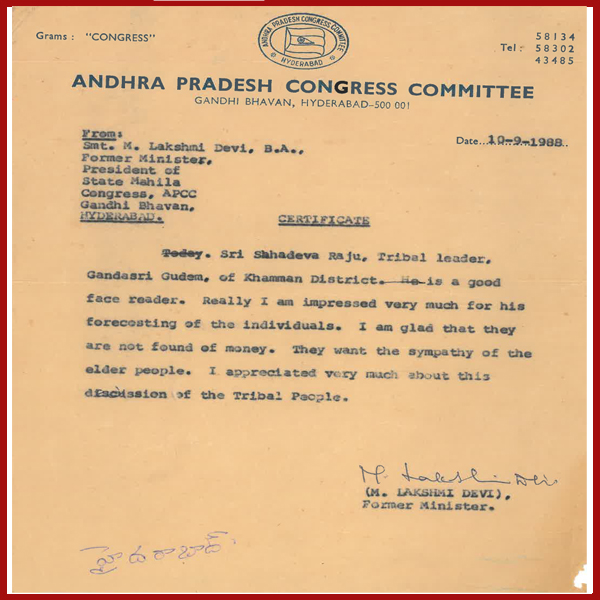 Grams : "CONGRESS"
ANDHRA PRADESH CONGRESS COMMITTEE
HYDERABAD
58134
Tel : 58302
43485
ANDHRA PRADESH CONGRESS COMMITTEE
GANDHI BHAVAN, HYDERABAD-500 001
From:
Smt. M. Lakshmi Devi, B.A.,
Former Minister,
President of
State Mahila
Congress, APCC
Gandhi Bhavan,
HYDERABAD.
Date...10-9-1988..
CERTIFICATE
Today. Sri Sahadeva Raju, Tribal leader,
Gandasri Gudem, of Khamman District. He is a good
face reader. Really I am impressed very much for his
forecosting of the individuals. I am glad that they
are not found of money. They want the sympathy of the
elder people. I appreciated very much about this
discussion of the Tribal People.
M. Lakshmi Devi
(M. LAKSHMI DEVI),
Former Minister.
హైదరాబాద్